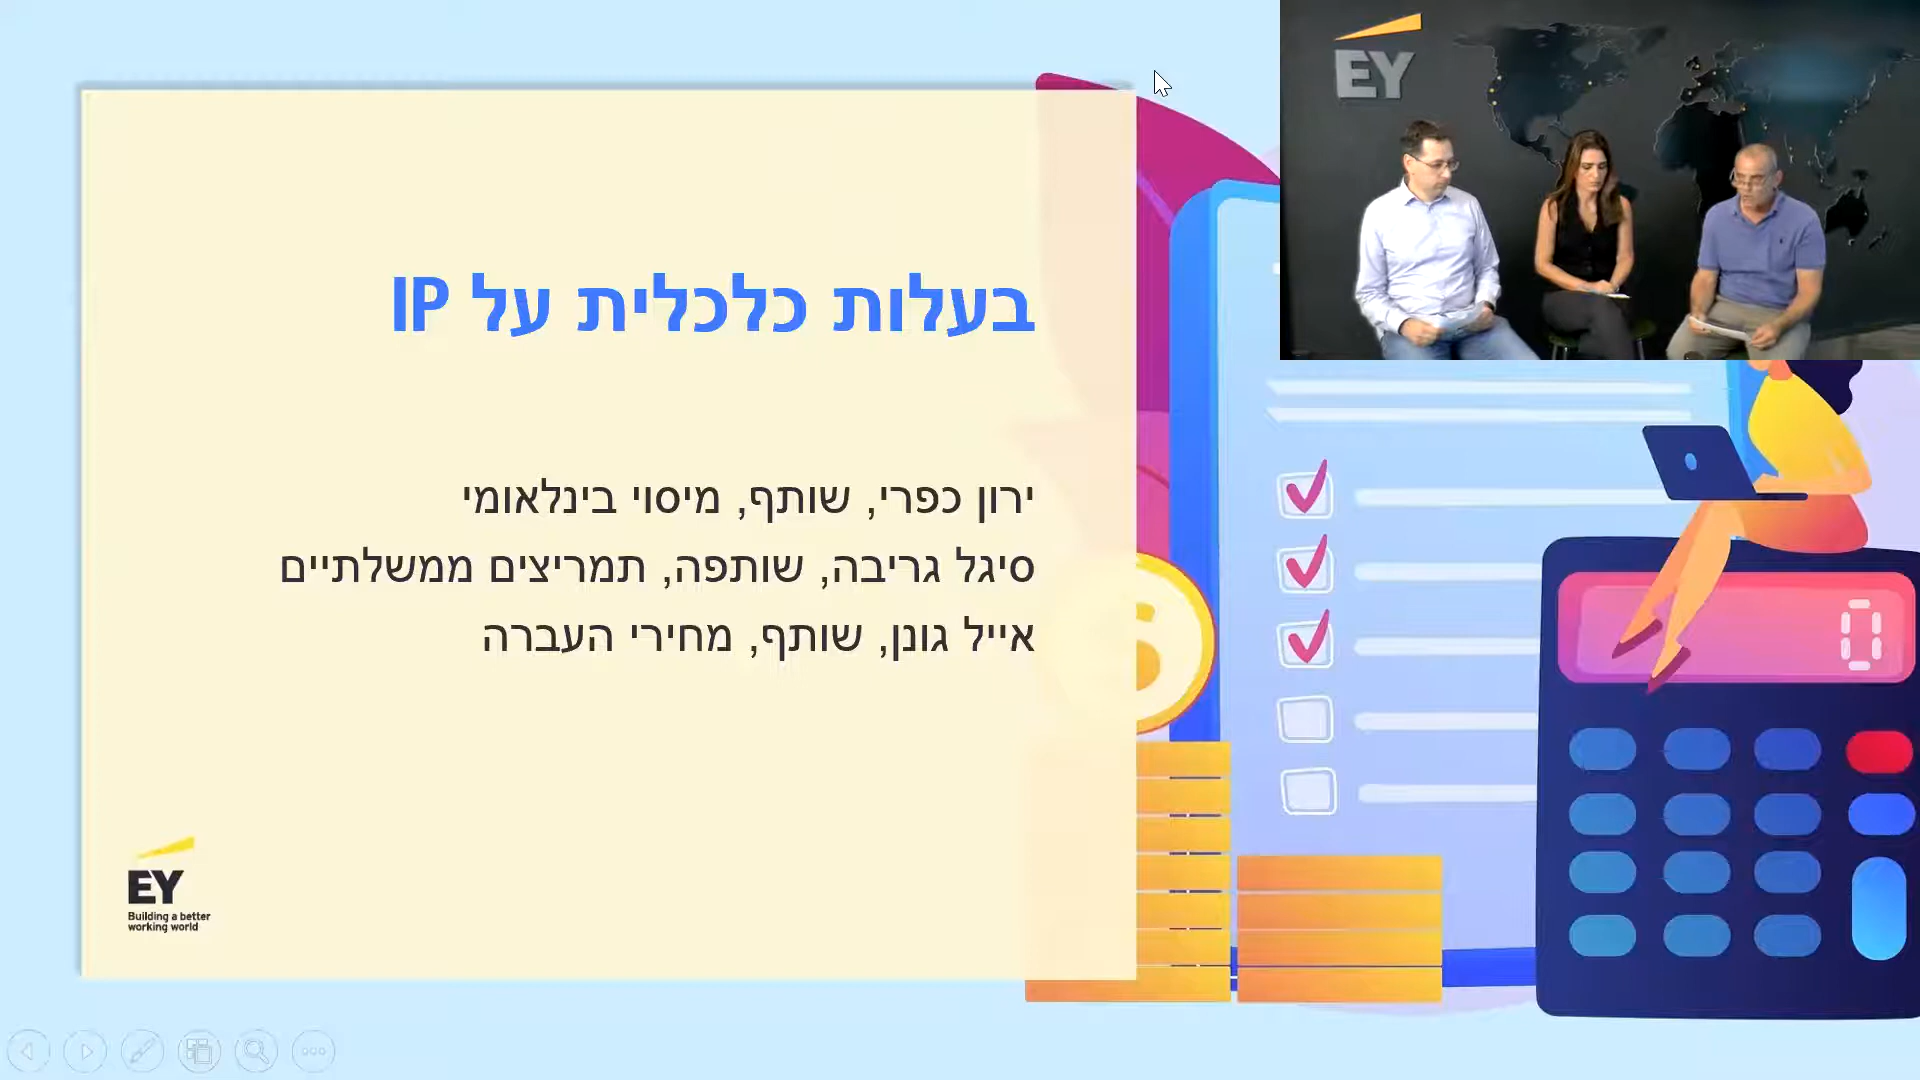 EY
בעלות כלכלית על IP
ירון כפרי, שותף, מיסוי בינלאומי
סיגל גריבה, שותפה, תמריצים ממשלתיים
אייל גונן, שותף, מחירי העברה
$
0
EY
Building a better
working world